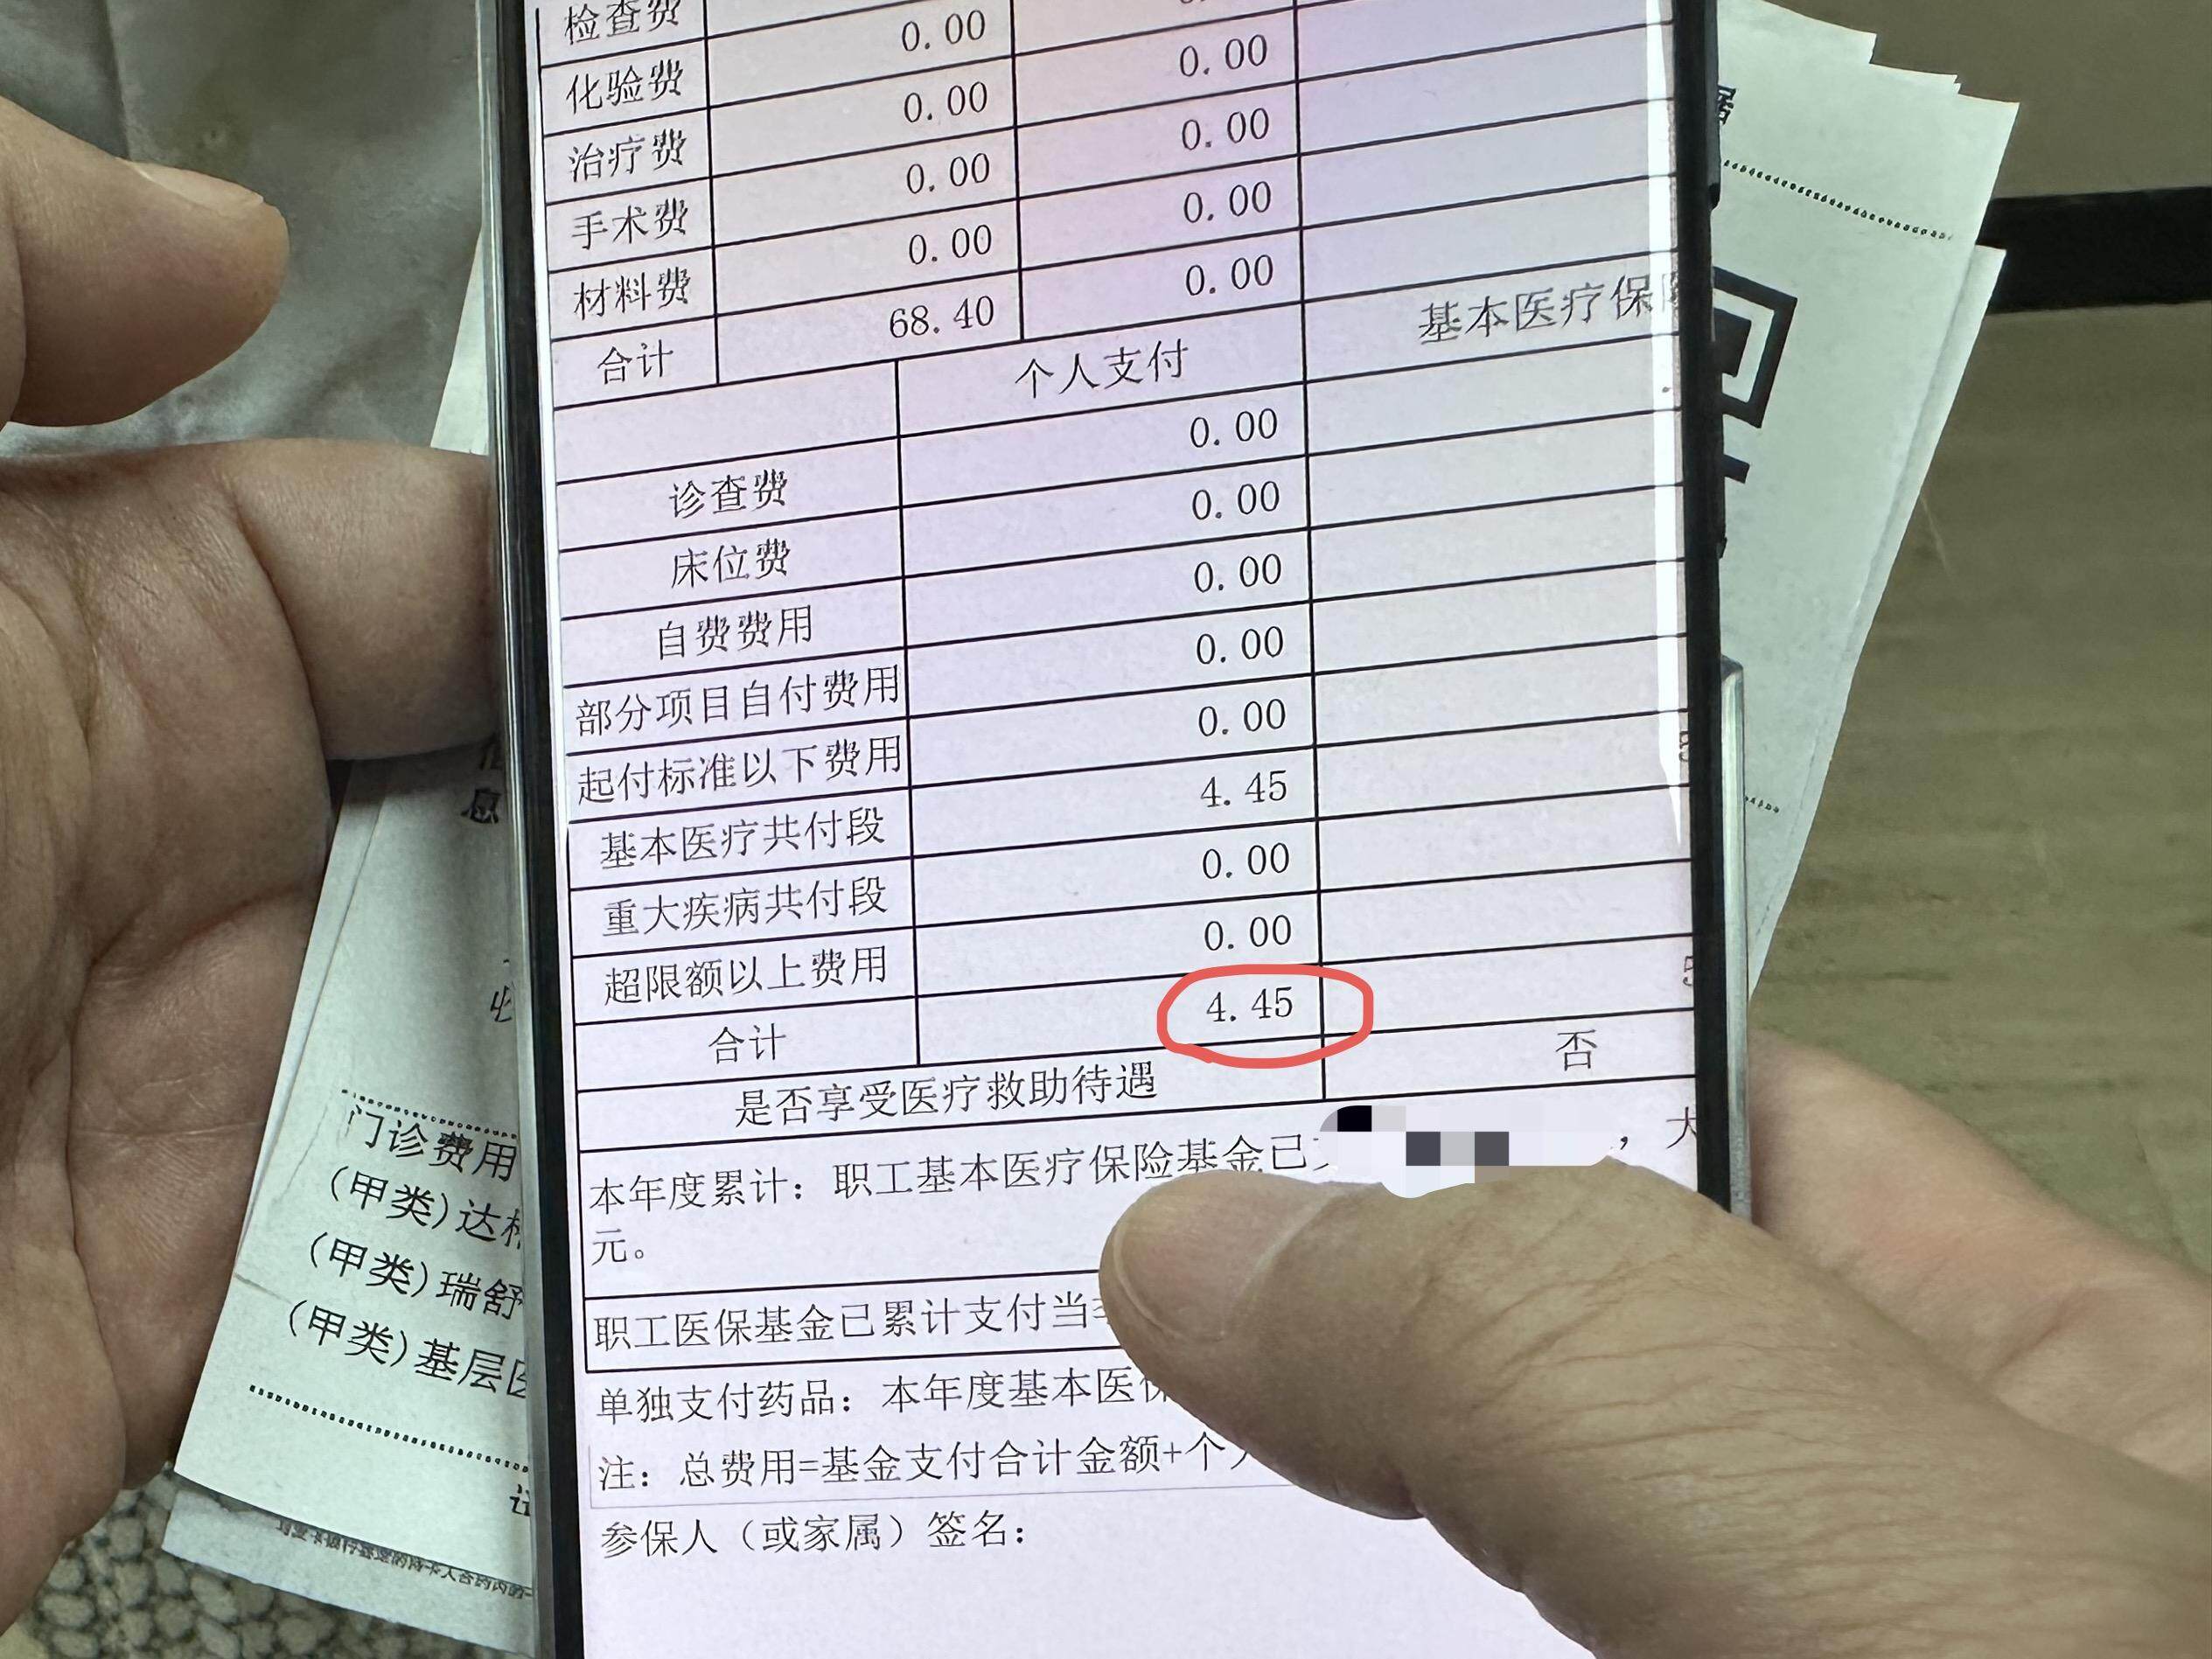 检查费 0.00
化验费 0.00 0.00
治疗费 0.00 0.00
手术费 0.00 0.00
材料费 0.00 0.00
合计 68.40
个人支付 基本医疗保
0.00
诊查费 0.00
床位费 0.00
自费费用 0.00
部分项目自付费用 0.00
起付标准以下费用 4.45
基本医疗共付段 0.00
重大疾病共付段 0.00
超限额以上费用 4.45
合计
是否享受医疗救助待遇 否
本年度累计：职工基本医疗保险基金已 ，大
元。
职工医保基金已累计支付当
单独支付药品：本年度基本医保
注：总费用=基金支付合计金额+个人
参保人（或家属）签名：
息
门诊费用
(甲类)达
(甲类)瑞舒
(甲类)基层医